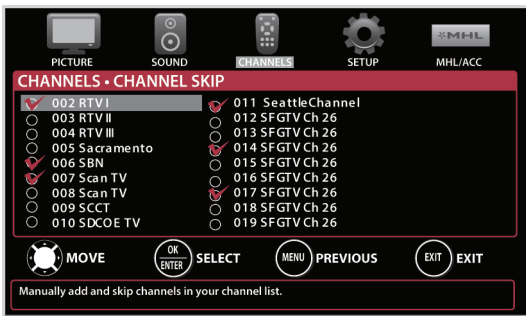 MHL
PICTURE SOUND CHANNELS SETUP MHL/ACC
CHANNELS • CHANNEL SKIP
002 RTV I
003 RTV II
004 RTV III
005 Sacramento
006 SBN
007 Scan TV
008 Scan TV
009 SCCT
010 SDCOE TV
011 SeattleChannel
012 SFGTV Ch 26
013 SFGTV Ch 26
014 SFGTV Ch 26
015 SFGTV Ch 26
016 SFGTV Ch 26
017 SFGTV Ch 26
018 SFGTV Ch 26
019 SFGTV Ch 26
MOVE OK ENTER SELECT MENU PREVIOUS EXIT EXIT
Manually add and skip channels in your channel list.